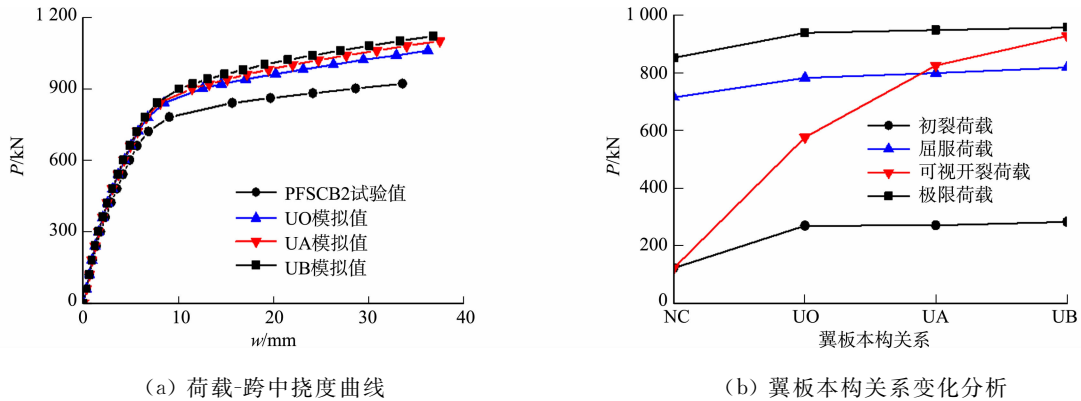 1 200
900
600
300
0
P/kN
0
10
20
30
40
w/mm
PFSCB2试验值
UO模拟值
UA模拟值
UB模拟值
(a) 荷载-跨中挠度曲线
1 000
800
600
400
200
0
P/kN
NC
UO
UA
UB
翼板本构关系
初裂荷载
屈服荷载
可视开裂荷载
极限荷载
(b) 翼板本构关系变化分析